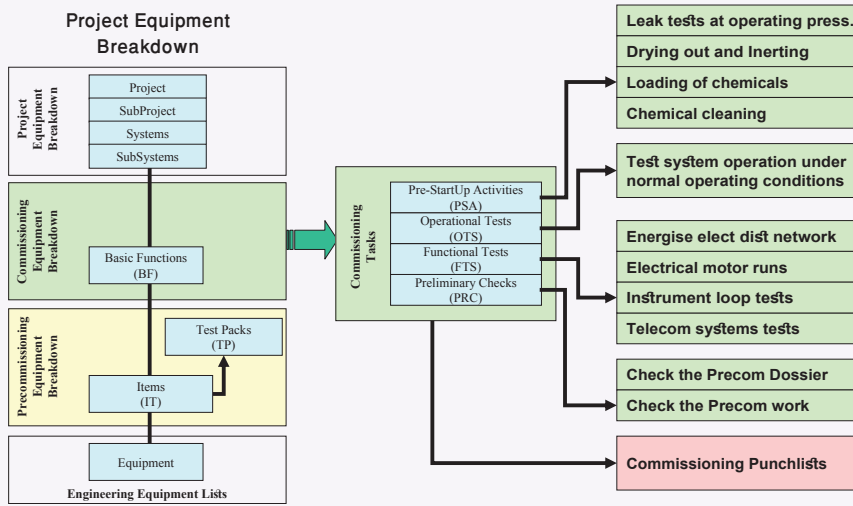 Project Equipment
Breakdown
Project
Equipment
Breakdown
Project
SubProject
Systems
SubSystems
Commissioning
Equipment
Breakdown
Basic Functions
(BF)
Precommissioning
Equipment
Breakdown
Test Packs
(TP)
Items
(IT)
Equipment
Engineering Equipment Lists
Commissioning
Tasks
Pre-StartUp Activities
(PSA)
Operational Tests
(OTS)
Functional Tests
(FTS)
Preliminary Checks
(PRC)
Leak tests at operating press.
Drying out and Inerting
Loading of chemicals
Chemical cleaning
Test system operation under
normal operating conditions
Energise elect dist network
Electrical motor runs
Instrument loop tests
Telecom systems tests
Check the Precom Dossier
Check the Precom work
Commissioning Punchlists